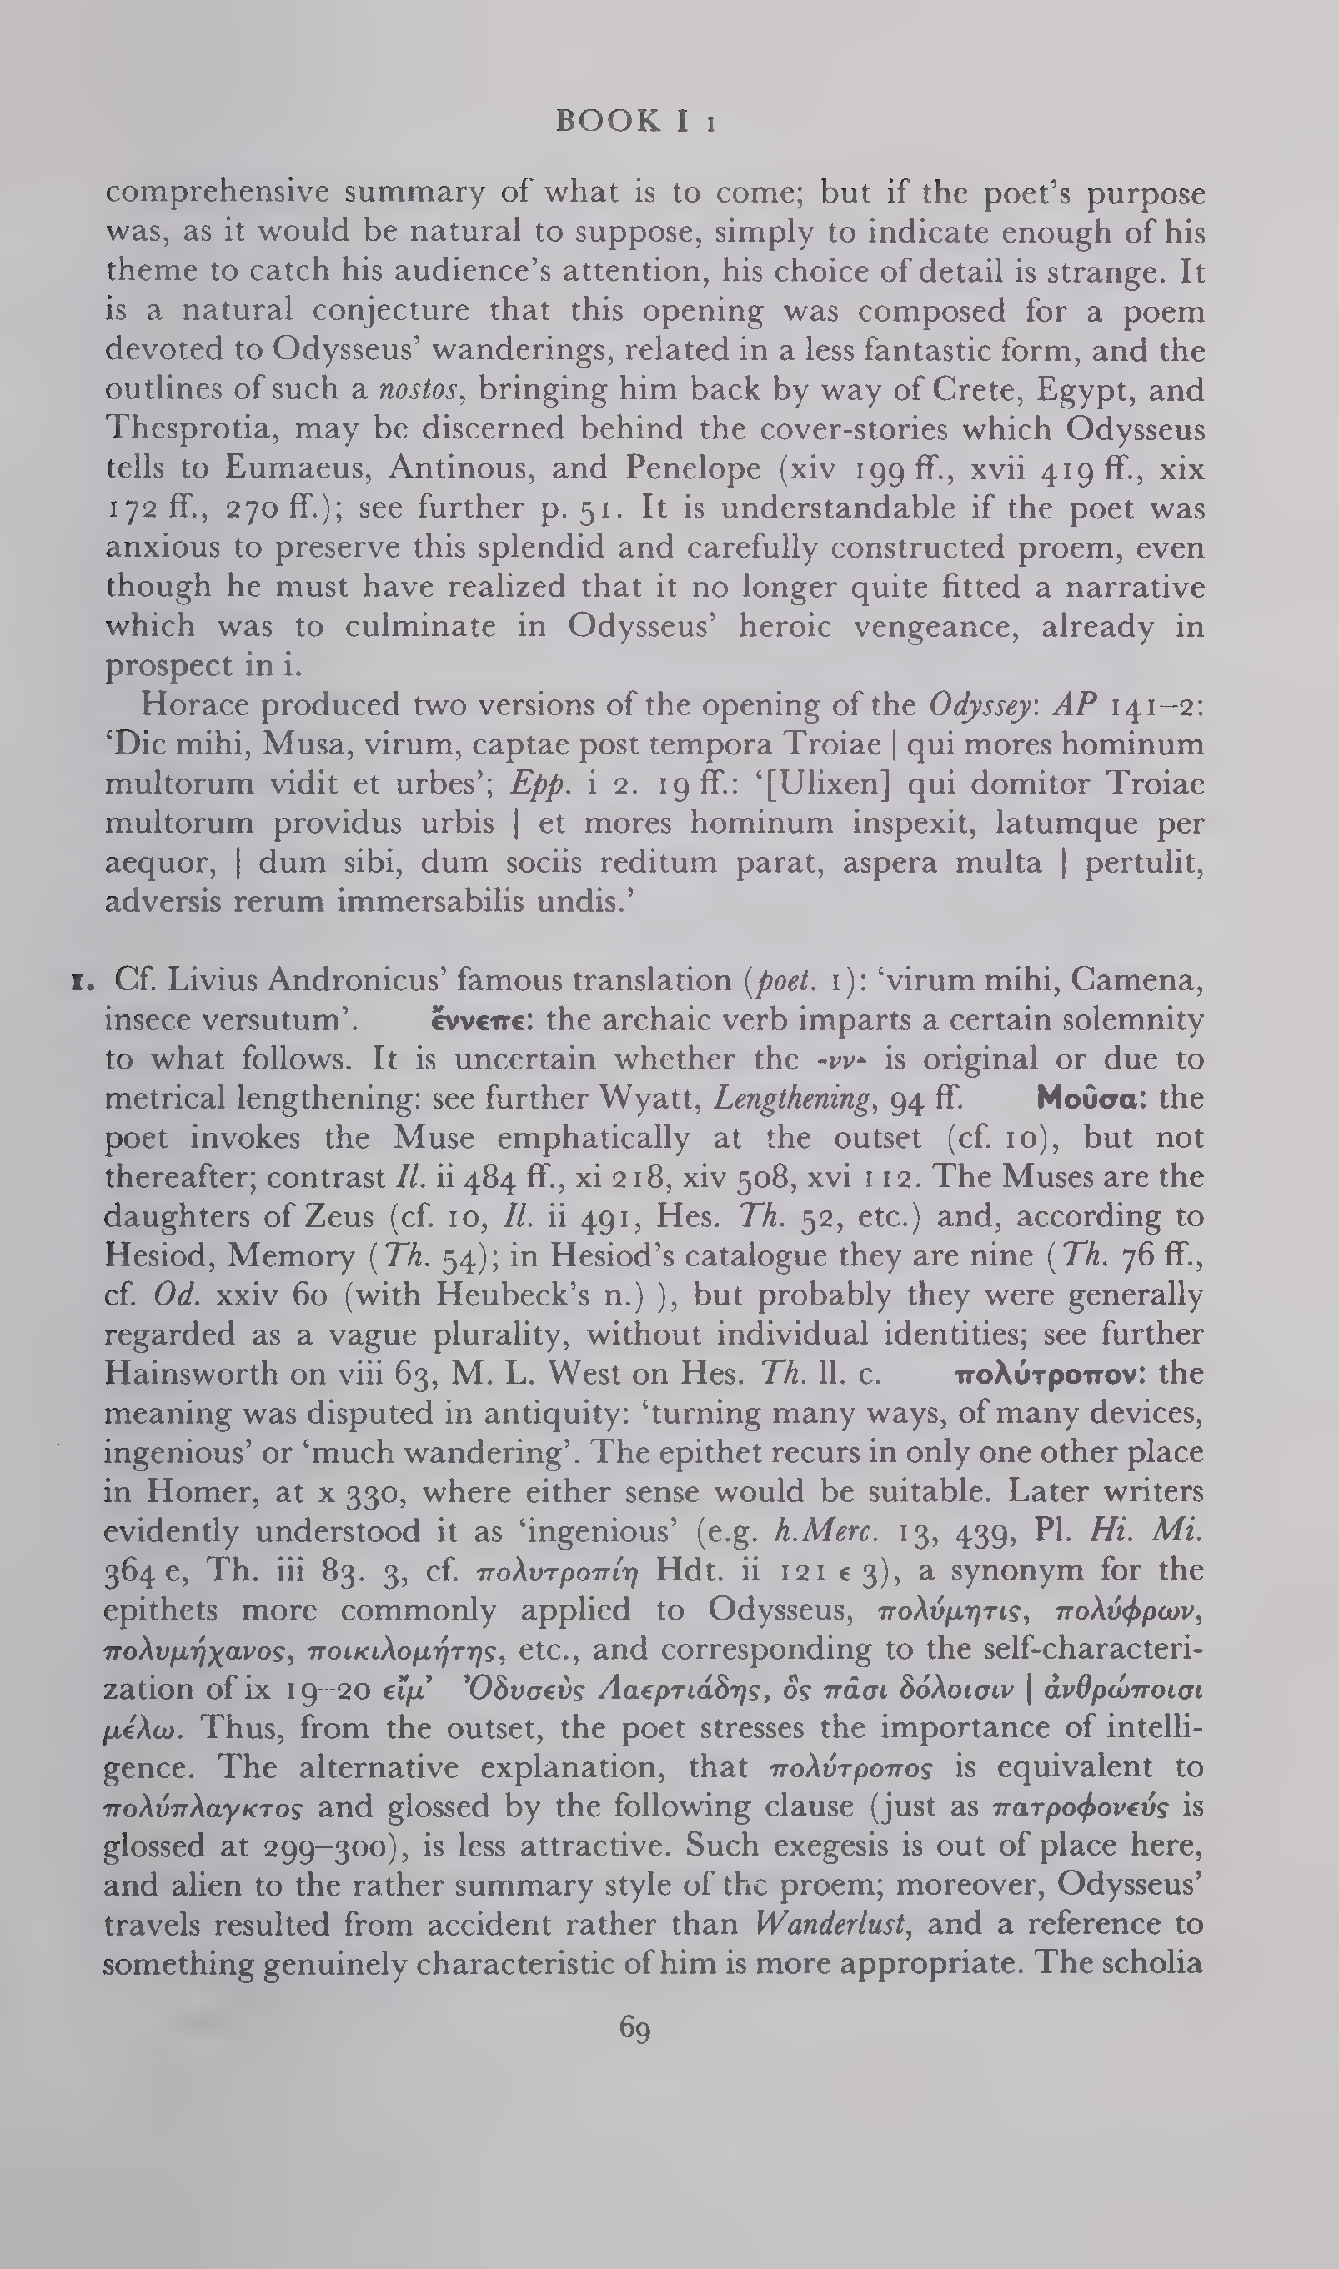 BOOK I 1
comprehensive summary of what is to come; but if the poet's purpose
was, as it would be natural to suppose, simply to indicate enough of his
theme to catch his audience's attention, his choice of detail is strange. It
is a natural conjecture that this opening was composed for a poem
devoted to Odysseus' wanderings, related in a less fantastic form, and the
outlines of such a nostos, bringing him back by way of Crete, Egypt, and
Thesprotia, may be discerned behind the cover-stories which Odysseus
tells to Eumaeus, Antinous, and Penelope (xiv 199 ff., xvii 419 ff., xix
172 ff., 270 ff.); see further p. 51. It is understandable if the poet was
anxious to preserve this splendid and carefully constructed proem, even
though he must have realized that it no longer quite fitted a narrative
which was to culminate in Odysseus' heroic vengeance, already in
prospect in i.
Horace produced two versions of the opening of the Odyssey: AP 141–2:
'Dic mihi, Musa, virum, captae post tempora Troiae | qui mores hominum
multorum vidit et urbes'; Epp. i 2. 19 ff.: '[Ulixen] qui domitor Troiae
multorum providus urbis | et mores hominum inspexit, latumque per
aequor, | dum sibi, dum sociis reditum parat, aspera multa | pertulit,
adversis rerum immersabilis undis.'
1. Cf. Livius Andronicus' famous translation (poet. 1): 'virum mihi, Camena,
insece versutum'. ἔννεπε: the archaic verb imparts a certain solemnity
to what follows. It is uncertain whether the -νν- is original or due to
metrical lengthening: see further Wyatt, Lengthening, 94 ff. Μοῦσα: the
poet invokes the Muse emphatically at the outset (cf. 10), but not
thereafter; contrast Il. ii 484 ff., xi 218, xiv 508, xvi 112. The Muses are the
daughters of Zeus (cf. 10, Il. ii 491, Hes. Th. 52, etc.) and, according to
Hesiod, Memory (Th. 54); in Hesiod's catalogue they are nine (Th. 76 ff.,
cf. Od. xxiv 60 (with Heubeck's n.) ), but probably they were generally
regarded as a vague plurality, without individual identities; see further
Hainsworth on viii 63, M. L. West on Hes. Th. ll. c. πολύτροπον: the
meaning was disputed in antiquity: 'turning many ways, of many devices,
ingenious' or 'much wandering'. The epithet recurs in only one other place
in Homer, at x 330, where either sense would be suitable. Later writers
evidently understood it as 'ingenious' (e.g. h.Merc. 13, 439, Pl. Hi. Mi.
364 e, Th. iii 83. 3, cf. πολυτροπίη Hdt. ii 121 ε 3), a synonym for the
epithets more commonly applied to Odysseus, πολύμητις, πολύφρων,
πολυμήχανος, ποικιλομήτης, etc., and corresponding to the self-characteri-
zation of ix 19–20 εἴμ' Ὀδυσεὺς Λαερτιάδης, ὃς πᾶσι δόλοισιν | ἀνθρώποισι
μέλω. Thus, from the outset, the poet stresses the importance of intelli-
gence. The alternative explanation, that πολύτροπος is equivalent to
πολύπλαγκτος and glossed by the following clause (just as πατροφονεύς is
glossed at 299–300), is less attractive. Such exegesis is out of place here,
and alien to the rather summary style of the proem; moreover, Odysseus'
travels resulted from accident rather than Wanderlust, and a reference to
something genuinely characteristic of him is more appropriate. The scholia
69